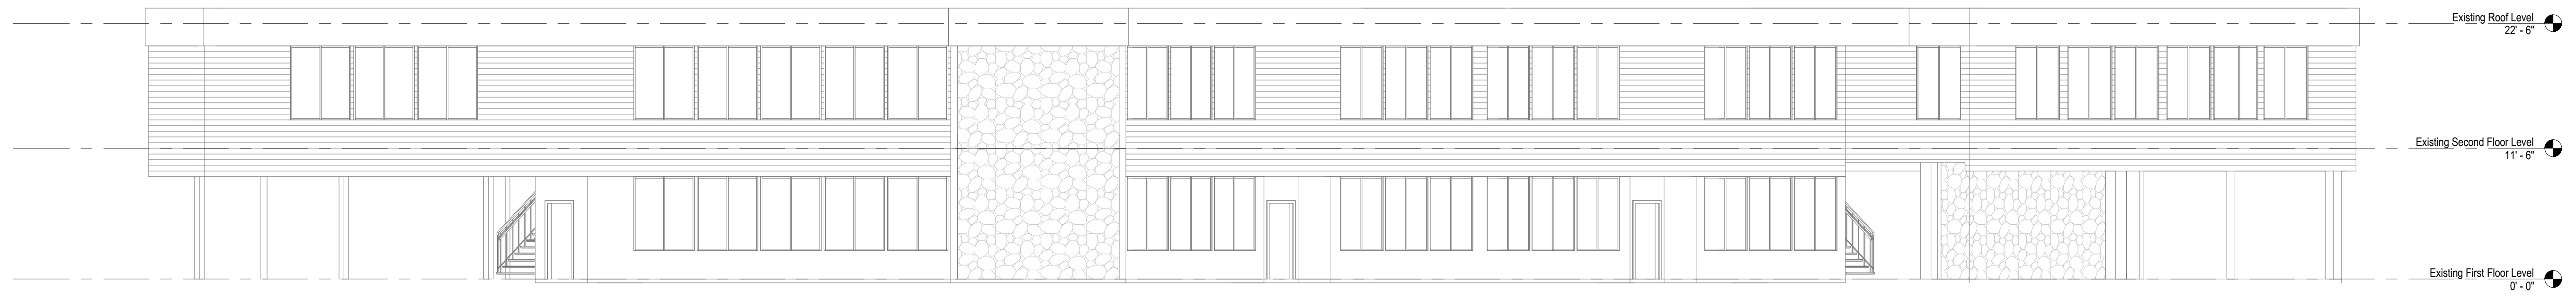 Existing Roof Level
22' - 6"
Existing Second Floor Level
11' - 6"
Existing First Floor Level
0' - 0"